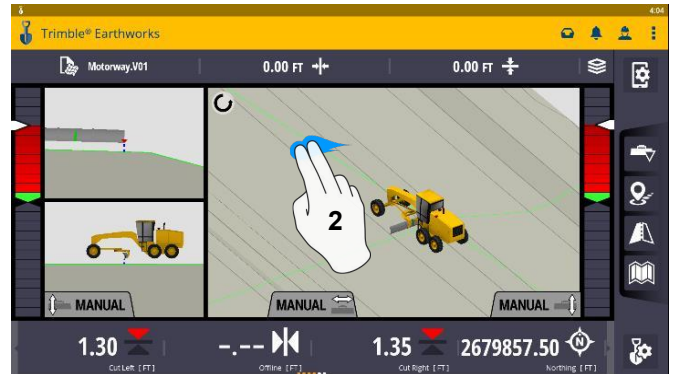 4:04
Trimble® Earthworks
Motorway.V01
0.00 FT
0.00 FT
2
MANUAL
MANUAL
MANUAL
1.30
Cut Left [FT]
-.--
Offline [FT]
1.35
Cut Right [FT]
2679857.50
N
Northing [FT]